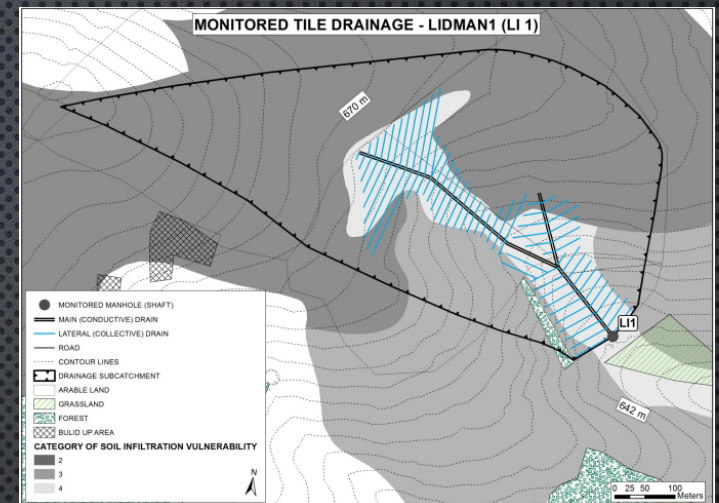 MONITORED TILE DRAINAGE - LIDMAN1 (LI 1)
670 m
LI1
642 m
MONITORED MANHOLE (SHAFT)
MAIN (CONDUCTIVE) DRAIN
LATERAL (COLLECTIVE) DRAIN
ROAD
CONTOUR LINES
DRAINAGE SUBCATCHMENT
ARABLE LAND
GRASSLAND
FOREST
BULID UP AREA
CATEGORY OF SOIL INFILTRATION VULNERABILITY
2
3
4
N
0 25 50 100
Meters